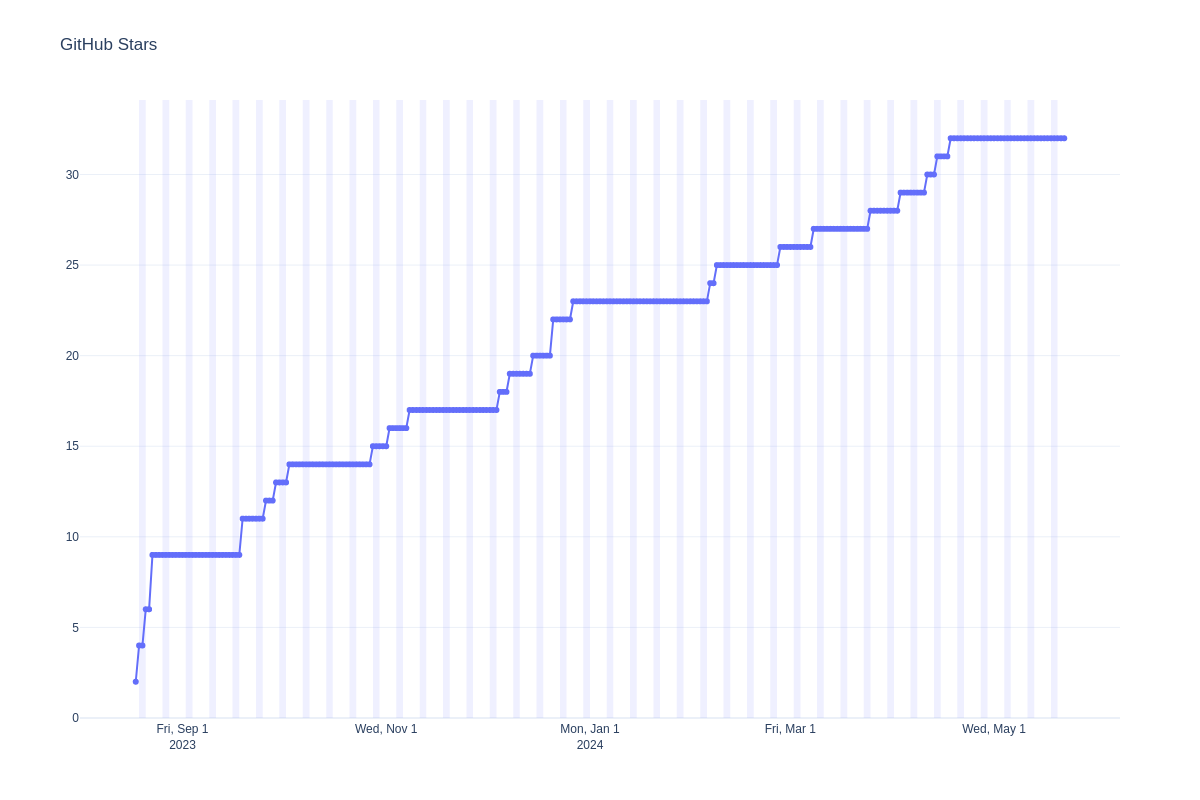 GitHub Stars
30
25
20
15
10
5
0
Fri, Sep 1
2023
Wed, Nov 1
Mon, Jan 1
2024
Fri, Mar 1
Wed, May 1